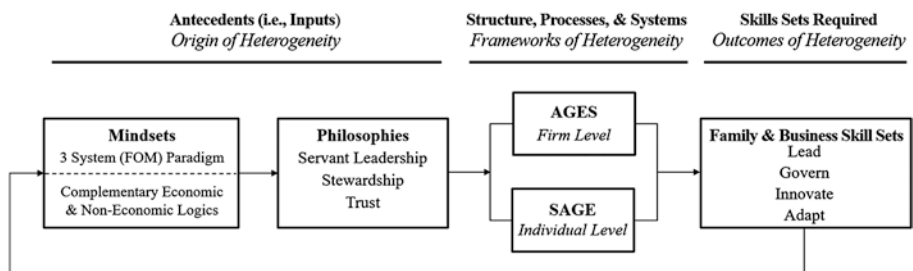 Antecedents (i.e., Inputs)
Origin of Heterogeneity
Structure, Processes, & Systems
Frameworks of Heterogeneity
Skills Sets Required
Outcomes of Heterogeneity
Mindsets
3 System (FOM) Paradigm
Complementary Economic
& Non-Economic Logics
Philosophies
Servant Leadership
Stewardship
Trust
AGES
Firm Level
SAGE
Individual Level
Family & Business Skill Sets
Lead
Govern
Innovate
Adapt